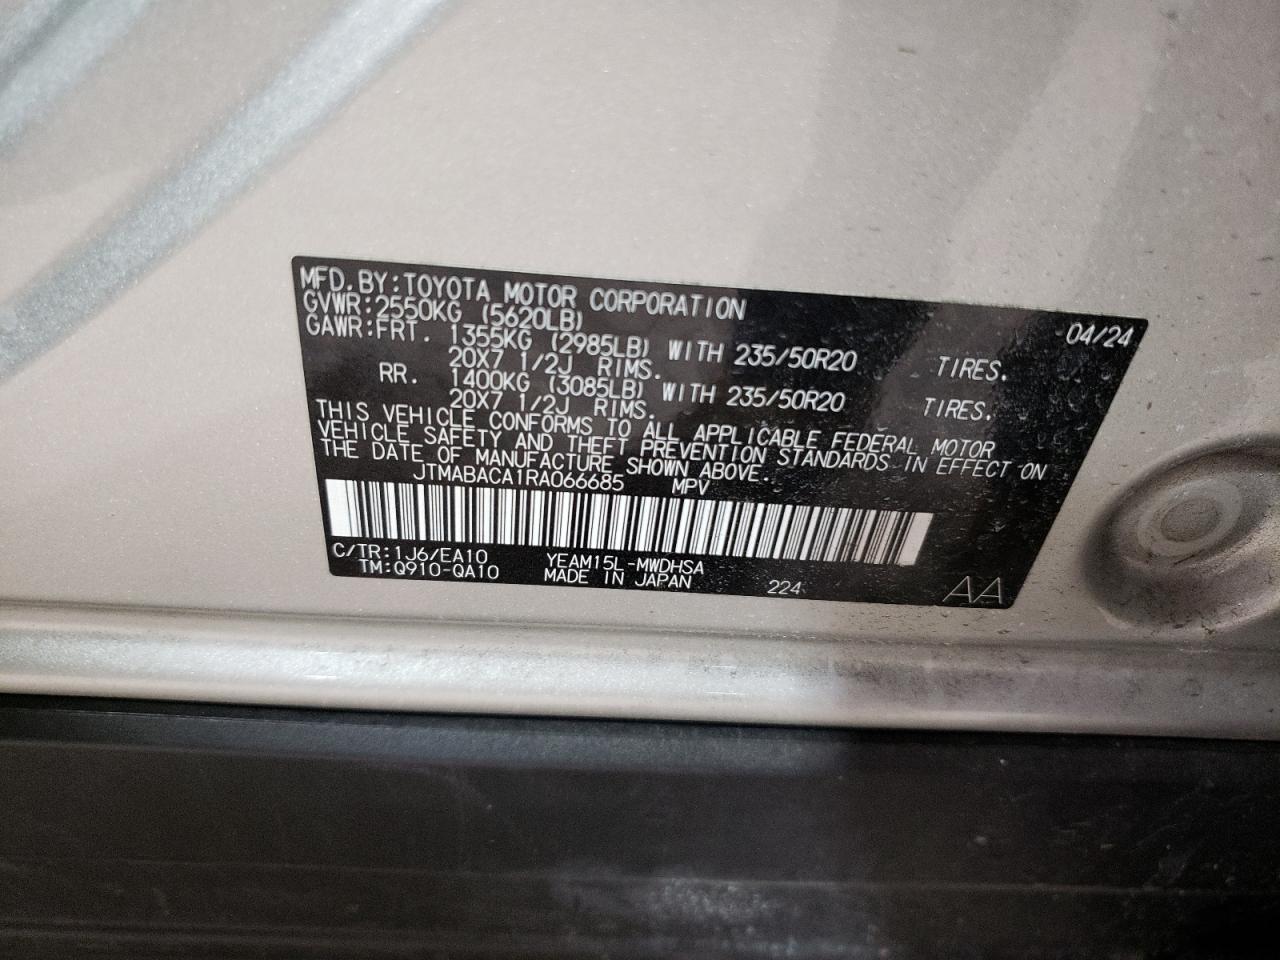 MFD.BY:TOYOTA MOTOR CORPORATION 04/24
GVWR:2550KG (5620LB)
GAWR:FRT. 1355KG (2985LB) WITH 235/50R20 TIRES.
20X7 1/2J RIMS.
RR. 1400KG (3085LB) WITH 235/50R20 TIRES.
20X7 1/2J RIMS.
THIS VEHICLE CONFORMS TO ALL APPLICABLE FEDERAL MOTOR
VEHICLE SAFETY AND THEFT PREVENTION STANDARDS IN EFFECT ON
THE DATE OF MANUFACTURE SHOWN ABOVE.
JTMABACA1RA066685 MPV
C/TR:1J6/EA10 YEAM15L-MWDHSA
TM:Q910-QA10 MADE IN JAPAN 224 AA